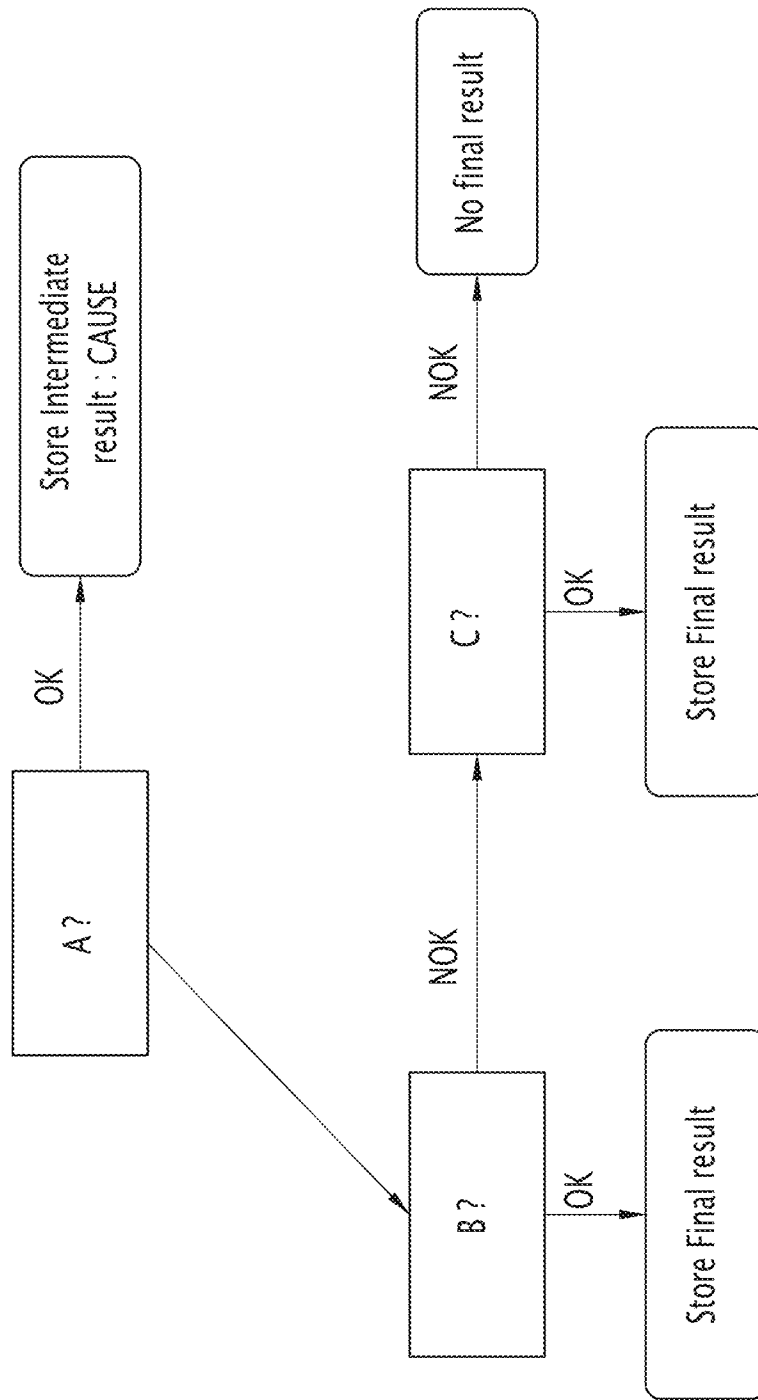 A ?
OK
Store Intermediate
result : CAUSE
B ?
NOK
C ?
NOK
No final result
OK
OK
Store Final result
Store Final result